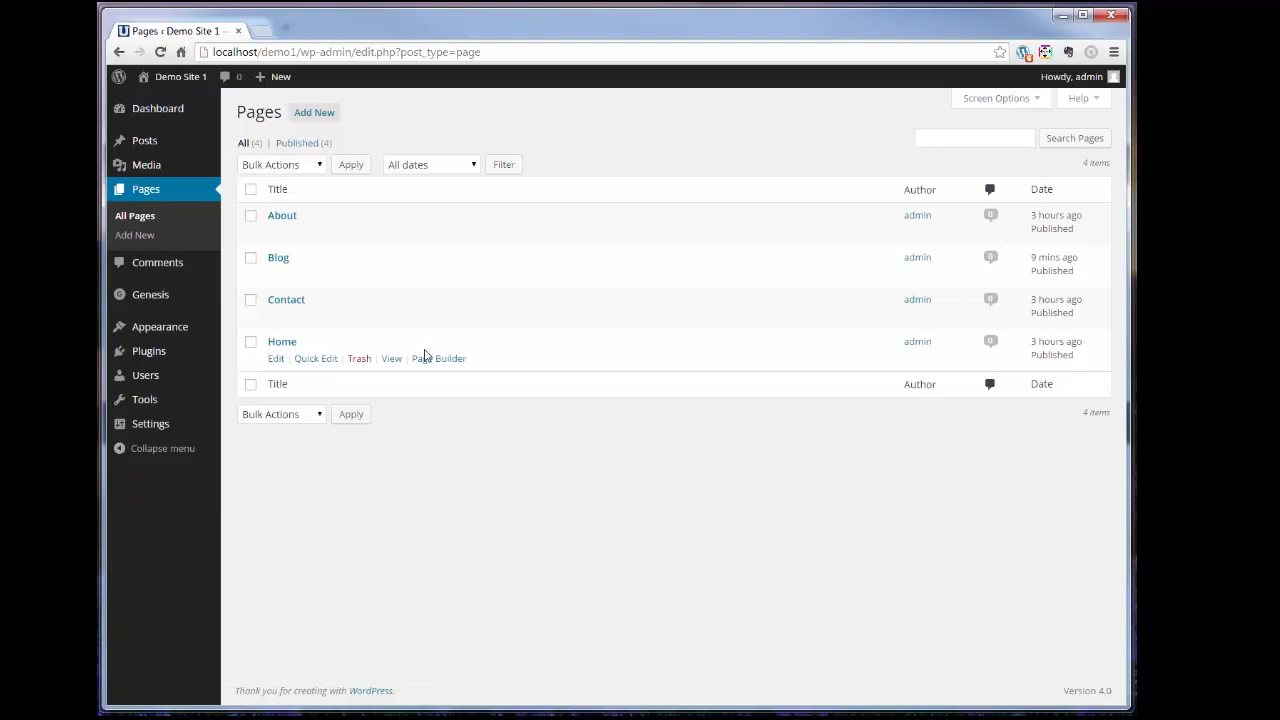 Pages ‹ Demo Site 1 —
localhost/demo1/wp-admin/edit.php?post_type=page
Demo Site 1 0 New Howdy, admin
Dashboard
Posts
Media
Pages
All Pages
Add New
Comments
Genesis
Appearance
Plugins
Users
Tools
Settings
Collapse menu
Screen Options Help
Pages Add New
All (4) | Published (4)
Search Pages
Bulk Actions Apply All dates Filter 4 items
Title Author Date
About admin 0 3 hours ago
Published
Blog admin 0 9 mins ago
Published
Contact admin 0 3 hours ago
Published
Home admin 0 3 hours ago
Edit | Quick Edit | Trash | View | Page Builder Published
Title Author Date
Bulk Actions Apply 4 items
Thank you for creating with WordPress. Version 4.0